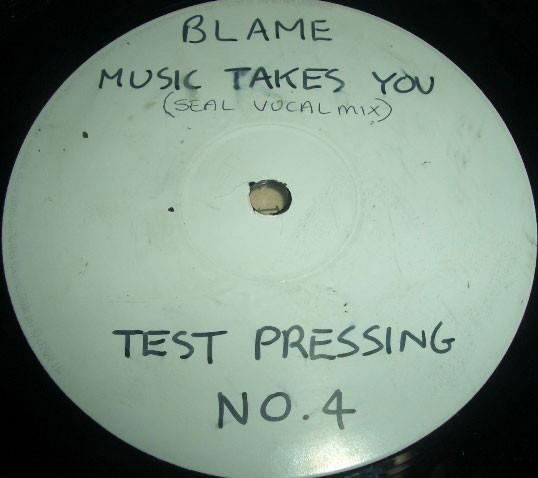 BLAME
MUSIC TAKES YOU
(SEAL VOCAL MIX)
TEST PRESSING
NO.4